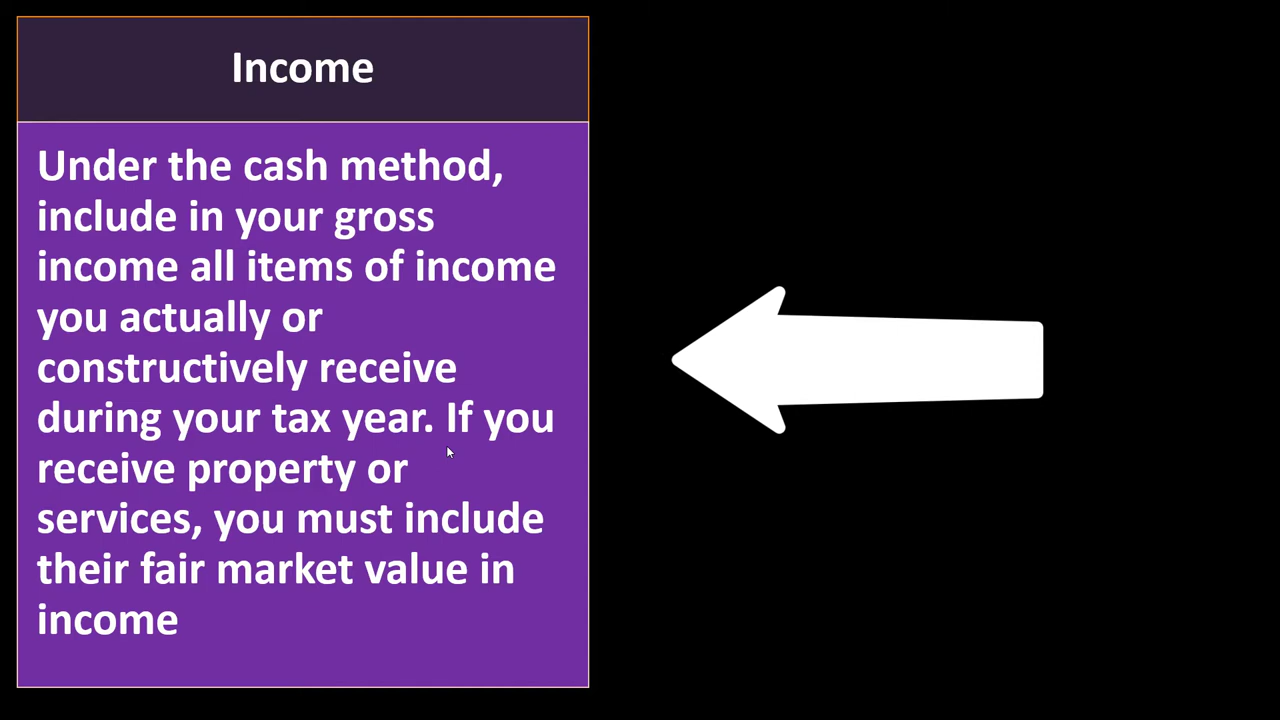 Income
Under the cash method,
include in your gross
income all items of income
you actually or
constructively receive
during your tax year. If you
receive property or
services, you must include
their fair market value in
income